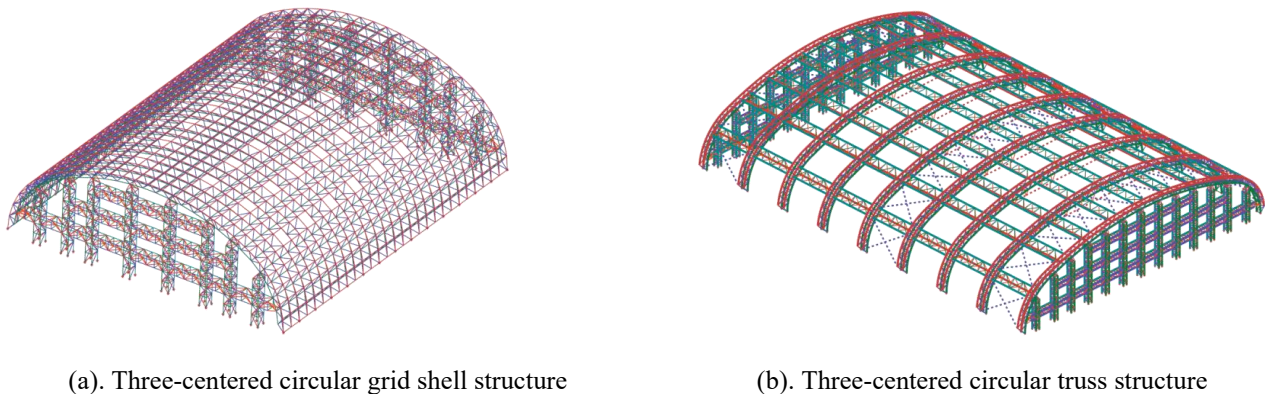 (a). Three-centered circular grid shell structure
(b). Three-centered circular truss structure